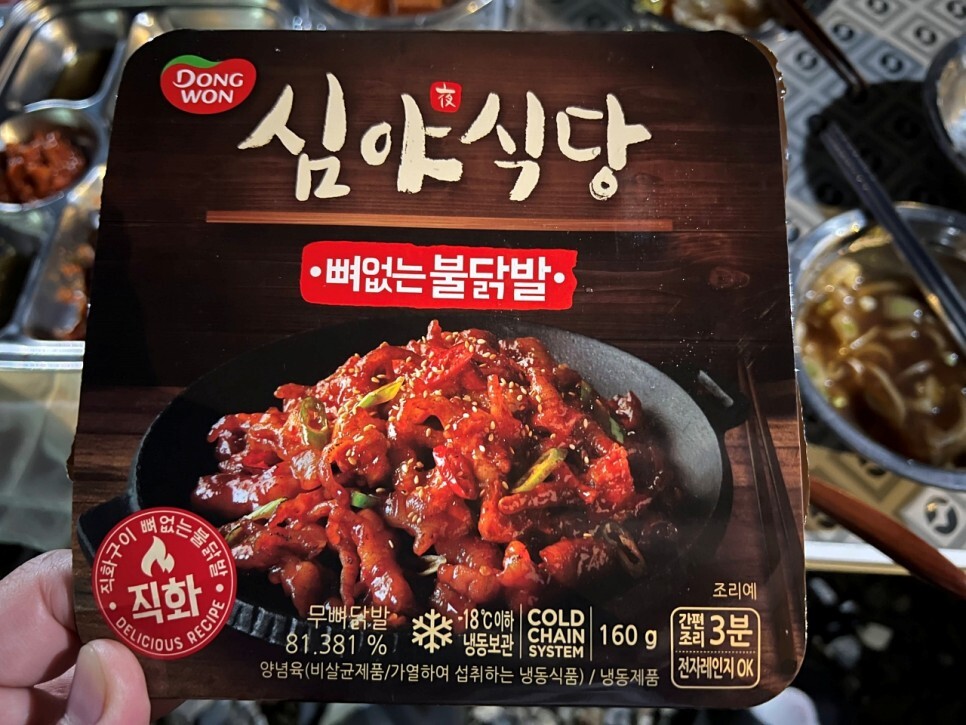 DONG
WON
심야식당
夜
·뼈없는불닭발·
직화구이 뼈없는불닭발
직화
DELICIOUS RECIPE
조리예
무뼈닭발
81.381 %
-18℃이하
냉동보관
COLD
CHAIN
SYSTEM
160 g
간편
조리
3분
전자레인지 OK
양념육(비살균제품/가열하여 섭취하는 냉동식품) / 냉동제품